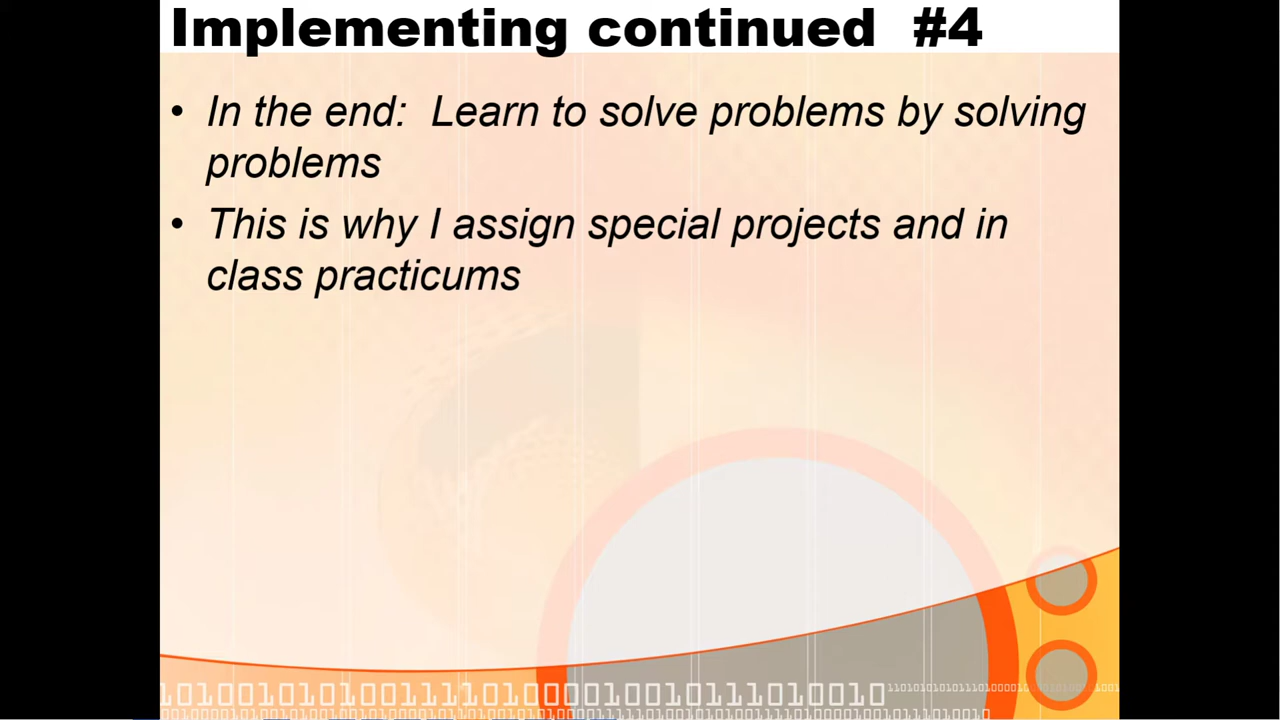 Implementing continued #4
• In the end: Learn to solve problems by solving
problems
• This is why I assign special projects and in
class practicums